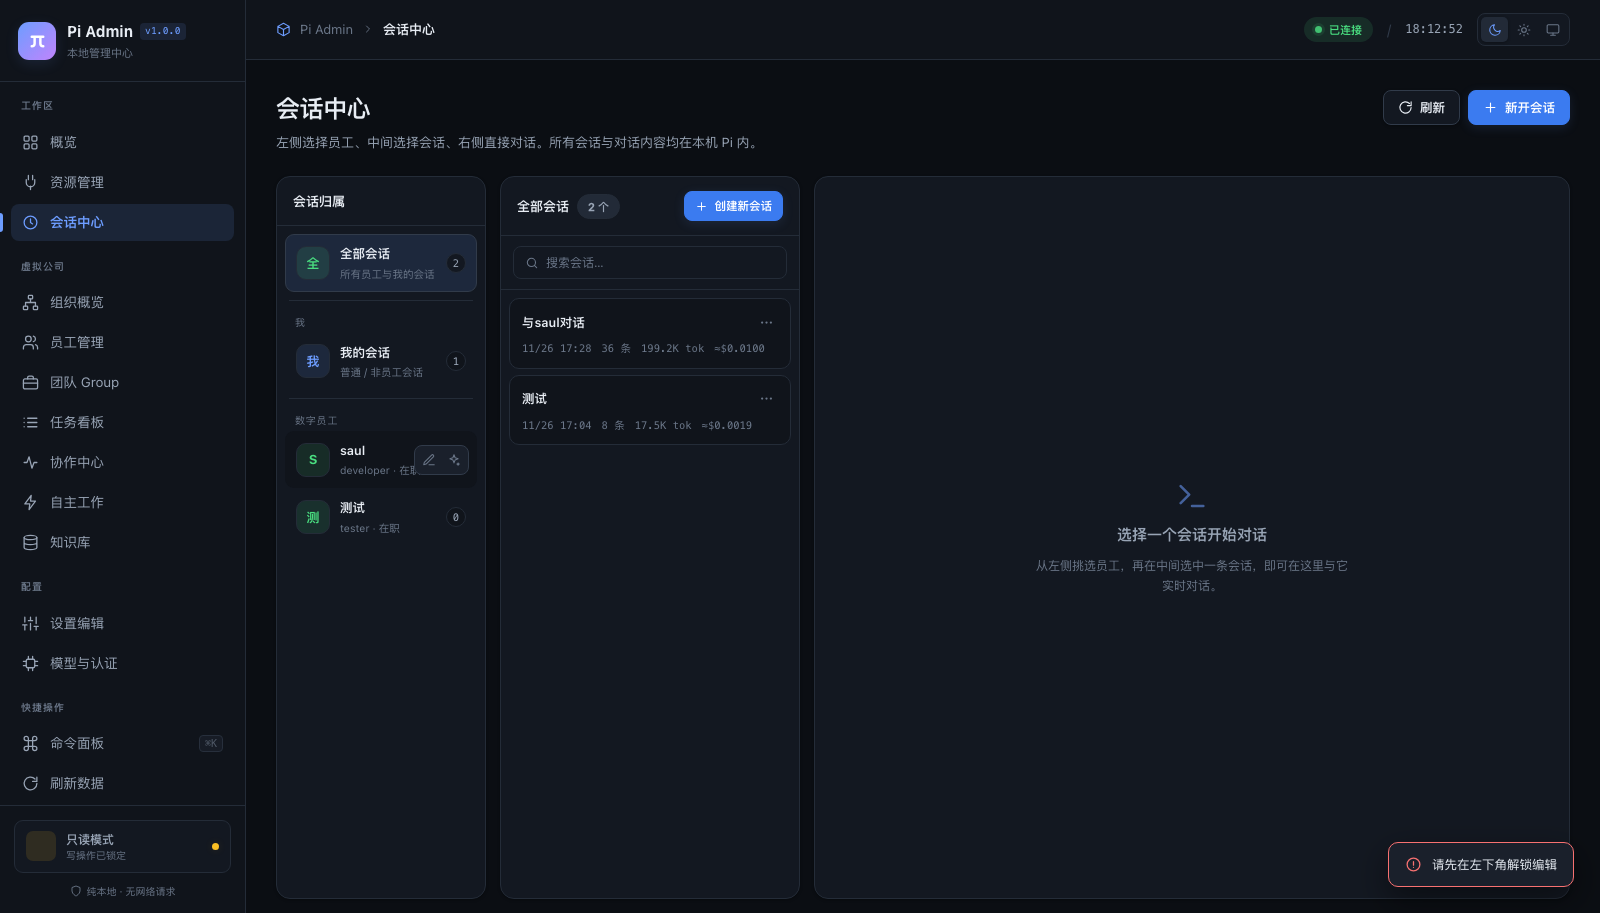 π
Pi Admin v1.0.0
本地管理中心
工作区
概览
资源管理
会话中心
虚拟公司
组织概览
员工管理
团队 Group
任务看板
协作中心
自主工作
知识库
配置
设置编辑
模型与认证
快捷操作
命令面板 ⌘K
刷新数据
只读模式
写操作已锁定
纯本地 · 无网络请求
Pi Admin › 会话中心
已连接 / 18:12:52
会话中心
左侧选择员工、中间选择会话、右侧直接对话。所有会话与对话内容均在本机 Pi 内。
刷新
+ 新开会话
会话归属
全 全部会话 2
所有员工与我的会话
我
我 我的会话 1
普通 / 非员工会话
数字员工
S saul
developer · 在
测 测试 0
tester · 在职
全部会话 2 个
+ 创建新会话
搜索会话...
与saul对话 ···
11/26 17:28 36 条 199.2K tok ≈$0.0100
测试 ···
11/26 17:04 8 条 17.5K tok ≈$0.0019
选择一个会话开始对话
从左侧挑选员工，再在中间选中一条会话，即可在这里与它
实时对话。
请先在左下角解锁编辑